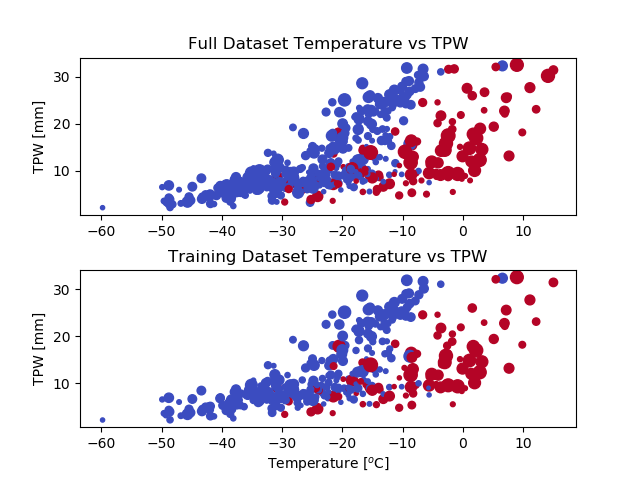 Full Dataset Temperature vs TPW
TPW [mm]
30
20
10
−60 −50 −40 −30 −20 −10 0 10
Training Dataset Temperature vs TPW
TPW [mm]
30
20
10
−60 −50 −40 −30 −20 −10 0 10
Temperature [°C]